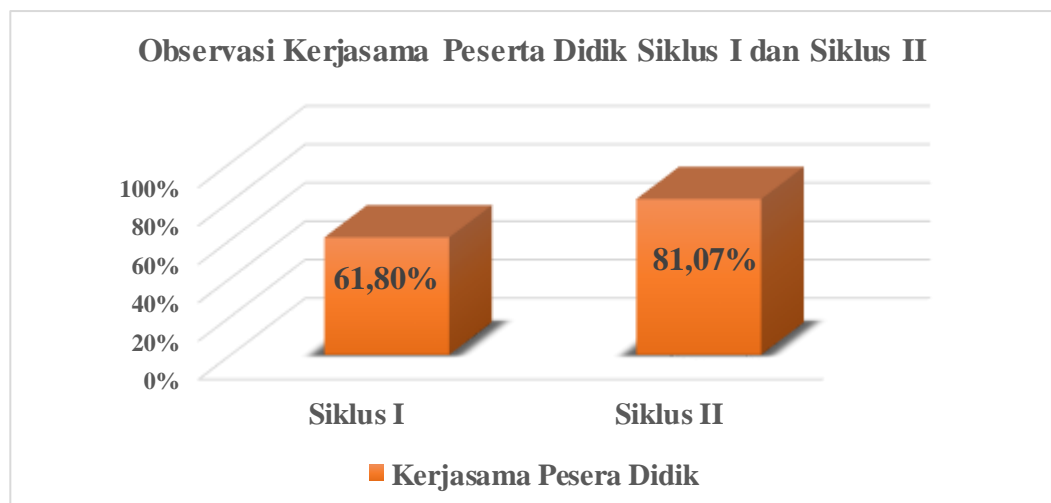 Observasi Kerjasama Peserta Didik Siklus I dan Siklus II
100%
80%
60%
40%
20%
0%
61,80%
81,07%
Siklus I
Siklus II
Kerjasama Pesera Didik